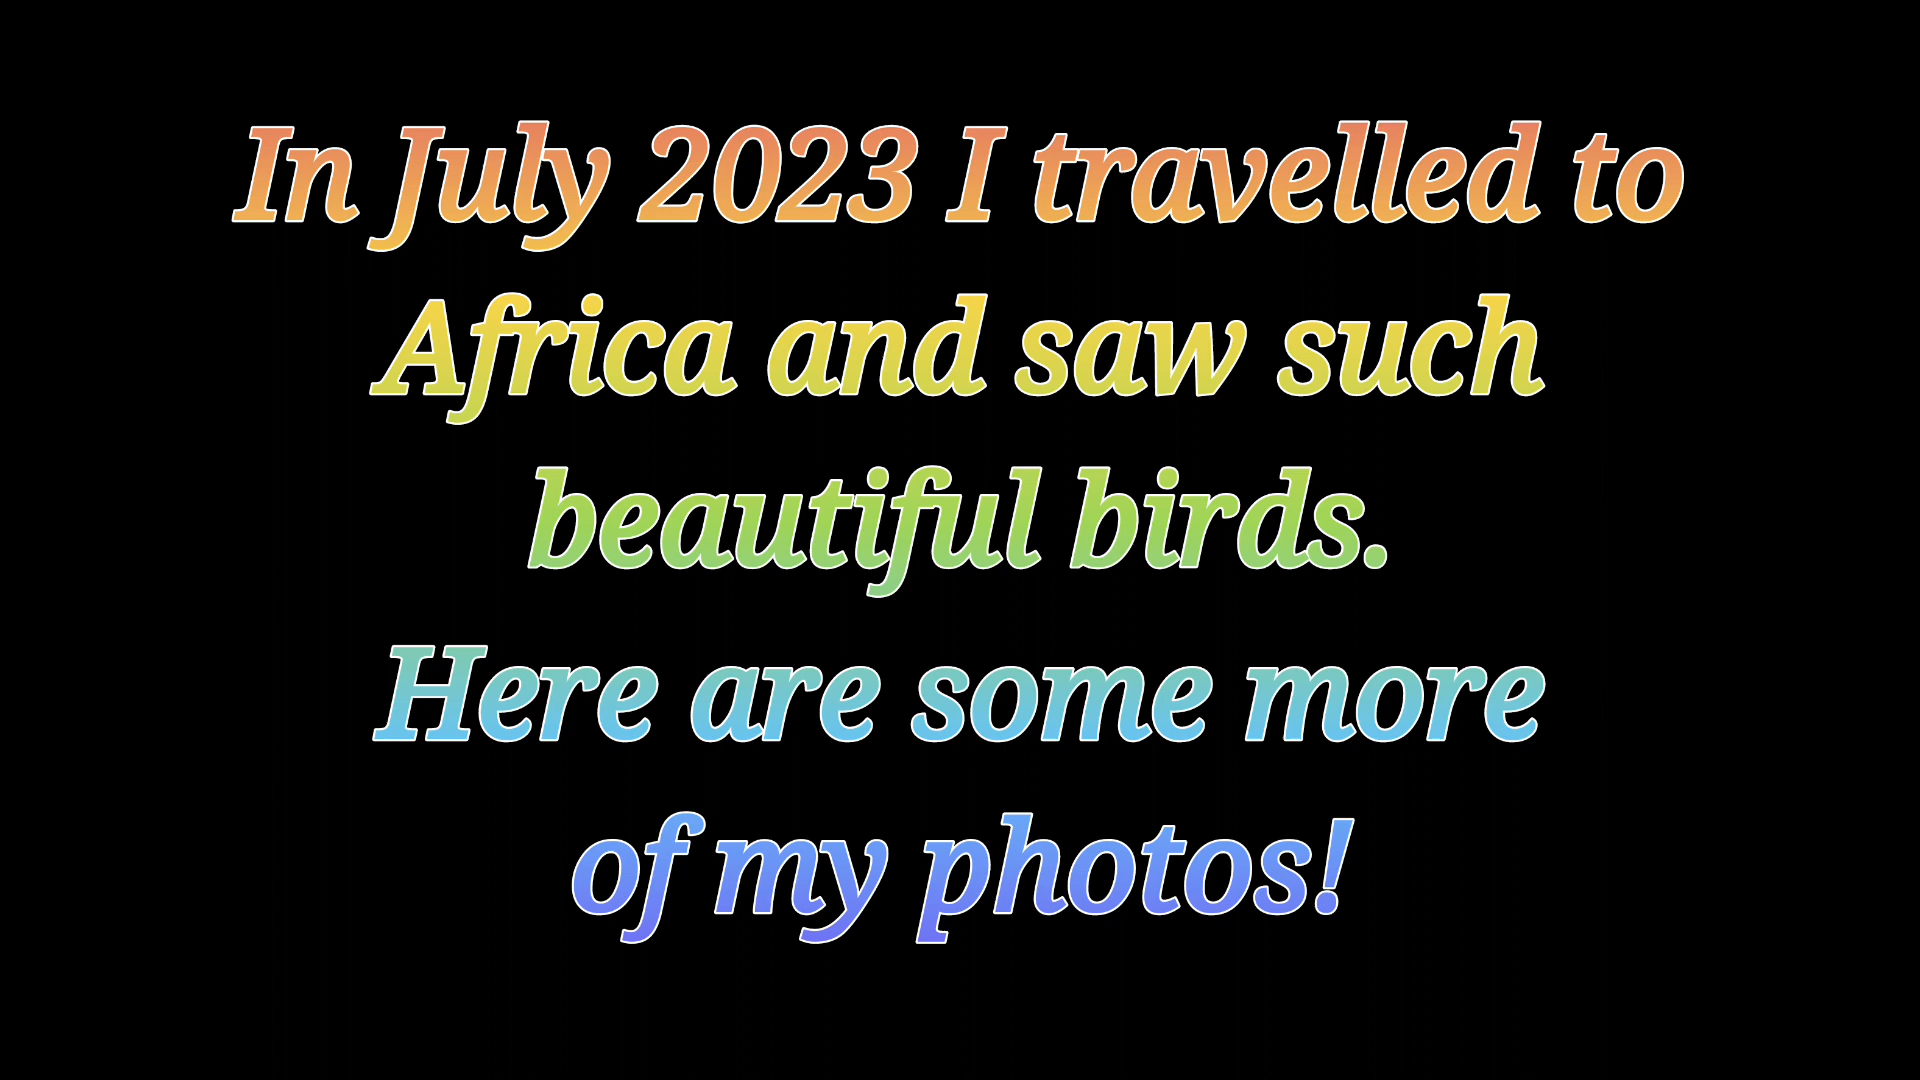 In July 2023 I travelled to
Africa and saw such
beautiful birds.
Here are some more
of my photos!